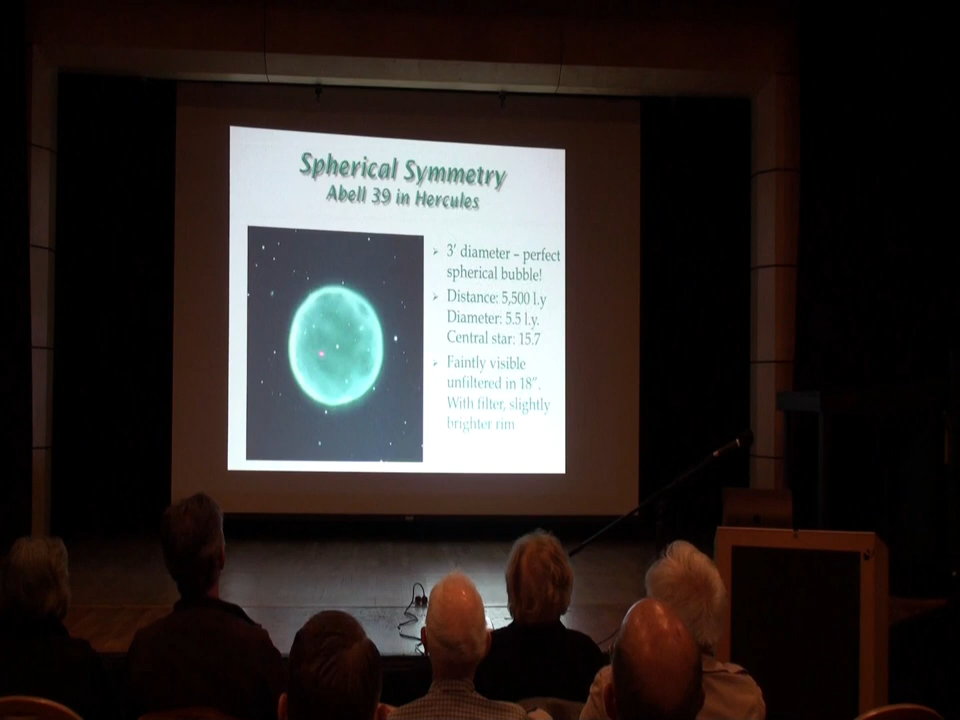 Spherical Symmetry
Abell 39 in Hercules
➢ 3' diameter – perfect
spherical bubble!
➢ Distance: 5,500 l.y
Diameter: 5.5 l.y.
Central star: 15.7
➢ Faintly visible
unfiltered in 18".
With filter, slightly
brighter rim